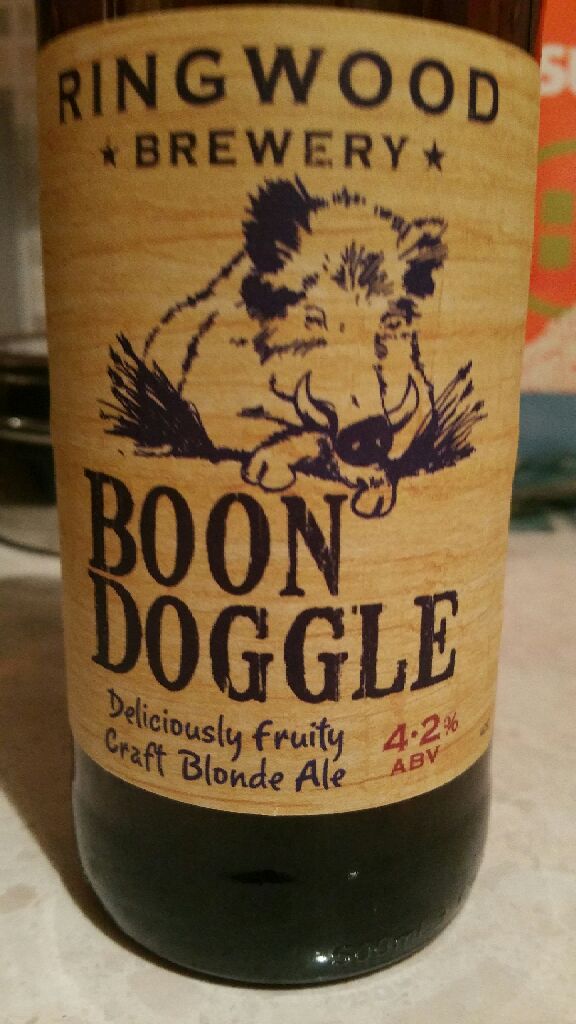 RINGWOOD
★ BREWERY ★
BOON
DOGGLE
Deliciously fruity
Craft Blonde Ale
4·2%
ABV